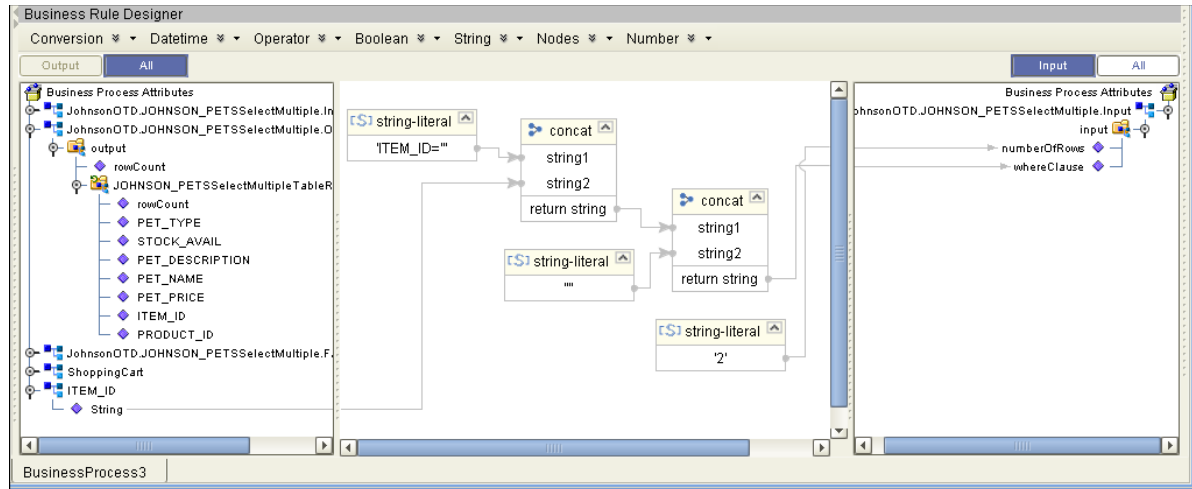 Business Rule Designer
Conversion Datetime Operator Boolean String Nodes Number
Output All Input All
Business Process Attributes
JohnsonOTD.JOHNSON_PETSSelectMultiple.In
JohnsonOTD.JOHNSON_PETSSelectMultiple.O
output
rowCount
JOHNSON_PETSSelectMultipleTableR
rowCount
PET_TYPE
STOCK_AVAIL
PET_DESCRIPTION
PET_NAME
PET_PRICE
ITEM_ID
PRODUCT_ID
JohnsonOTD.JOHNSON_PETSSelectMultiple.F
ShoppingCart
ITEM_ID
String
[S] string-literal
'ITEM_ID="'
concat
string1
string2
return string
concat
string1
string2
return string
[S] string-literal
'"'
[S] string-literal
'2'
Business Process Attributes
ohnsonOTD.JOHNSON_PETSSelectMultiple.Input
input
numberOfRows
whereClause
BusinessProcess3